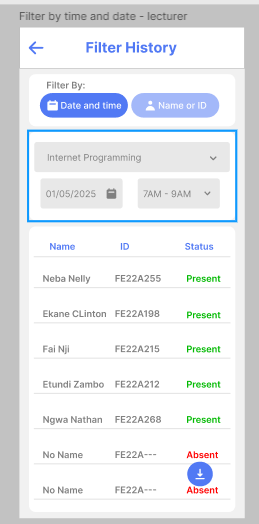 Filter by time and date - lecturer
Filter History
Filter By:
Date and time Name or ID
Internet Programming
01/05/2025 7AM - 9AM
Name ID Status
Neba Nelly FE22A255 Present
Ekane CLinton FE22A198 Present
Fai Nji FE22A215 Present
Etundi Zambo FE22A212 Present
Ngwa Nathan FE22A268 Present
No Name FE22A--- Absent
No Name FE22A--- Absent